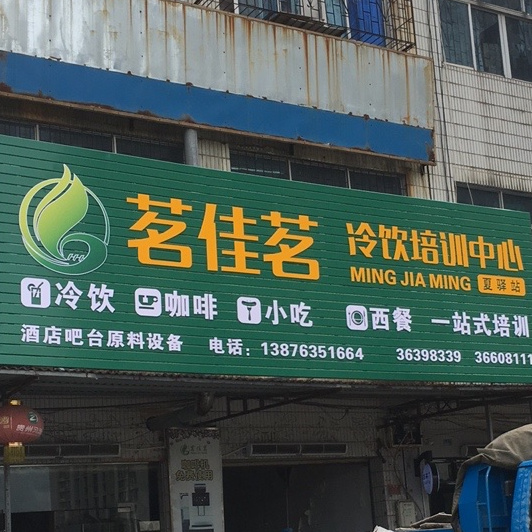 茗佳茗 冷饮培训中心
MING JIA MING 夏驿站
冷饮 咖啡 小吃 西餐 一站式培训
酒店吧台原料设备 电话：13876351664 36398339 36608111